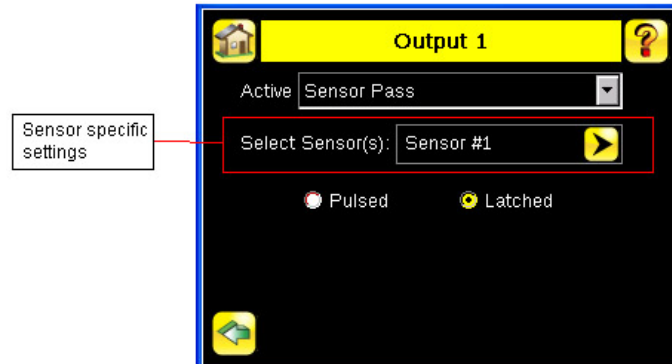 Output 1
?
Active Sensor Pass
Sensor specific
settings
Select Sensor(s): Sensor #1
Pulsed Latched